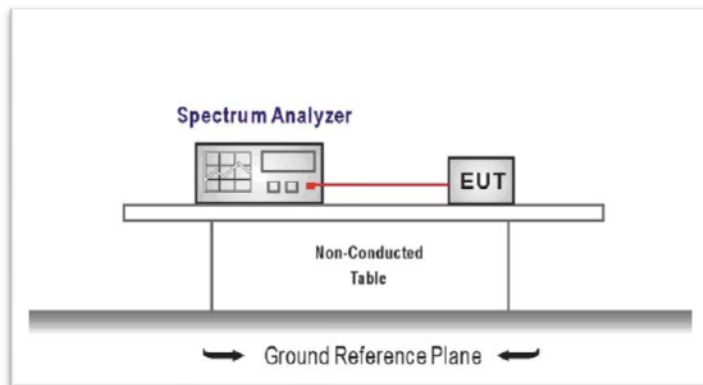 Spectrum Analyzer
EUT
Non-Conducted
Table
Ground Reference Plane